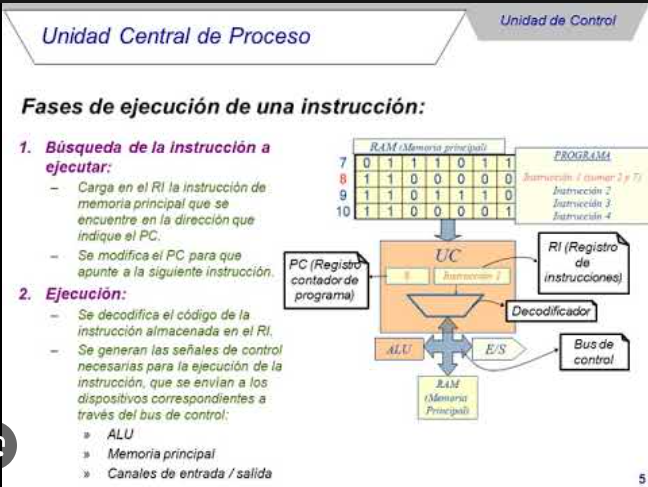 Unidad de Control
Unidad Central de Proceso
Fases de ejecución de una instrucción:
1. Búsqueda de la instrucción a
ejecutar:
– Carga en el RI la instrucción de
memoria principal que se
encuentre en la dirección que
indique el PC.
– Se modifica el PC para que
apunte a la siguiente instrucción.
2. Ejecución:
– Se decodifica el código de la
instrucción almacenada en el RI.
– Se generan las señales de control
necesarias para la ejecución de la
instrucción, que se envían a los
dispositivos correspondientes a
través del bus de control:
» ALU
» Memoria principal
» Canales de entrada / salida
RAM (Memoria principal)
7 0 1 1 1 0 1 1
8 1 1 0 0 0 0 0
9 1 1 0 1 1 1 0
10 1 1 0 0 0 0 1
PROGRAMA
Instrucción 1 (sumar 2 y 7)
Instrucción 2
Instrucción 3
Instrucción 4
UC
PC (Registro
contador de
programa)
8
Instrucción 1
RI (Registro
de
instrucciones)
Decodificador
ALU
E/S
Bus de
control
RAM
(Memoria
Principal)
5